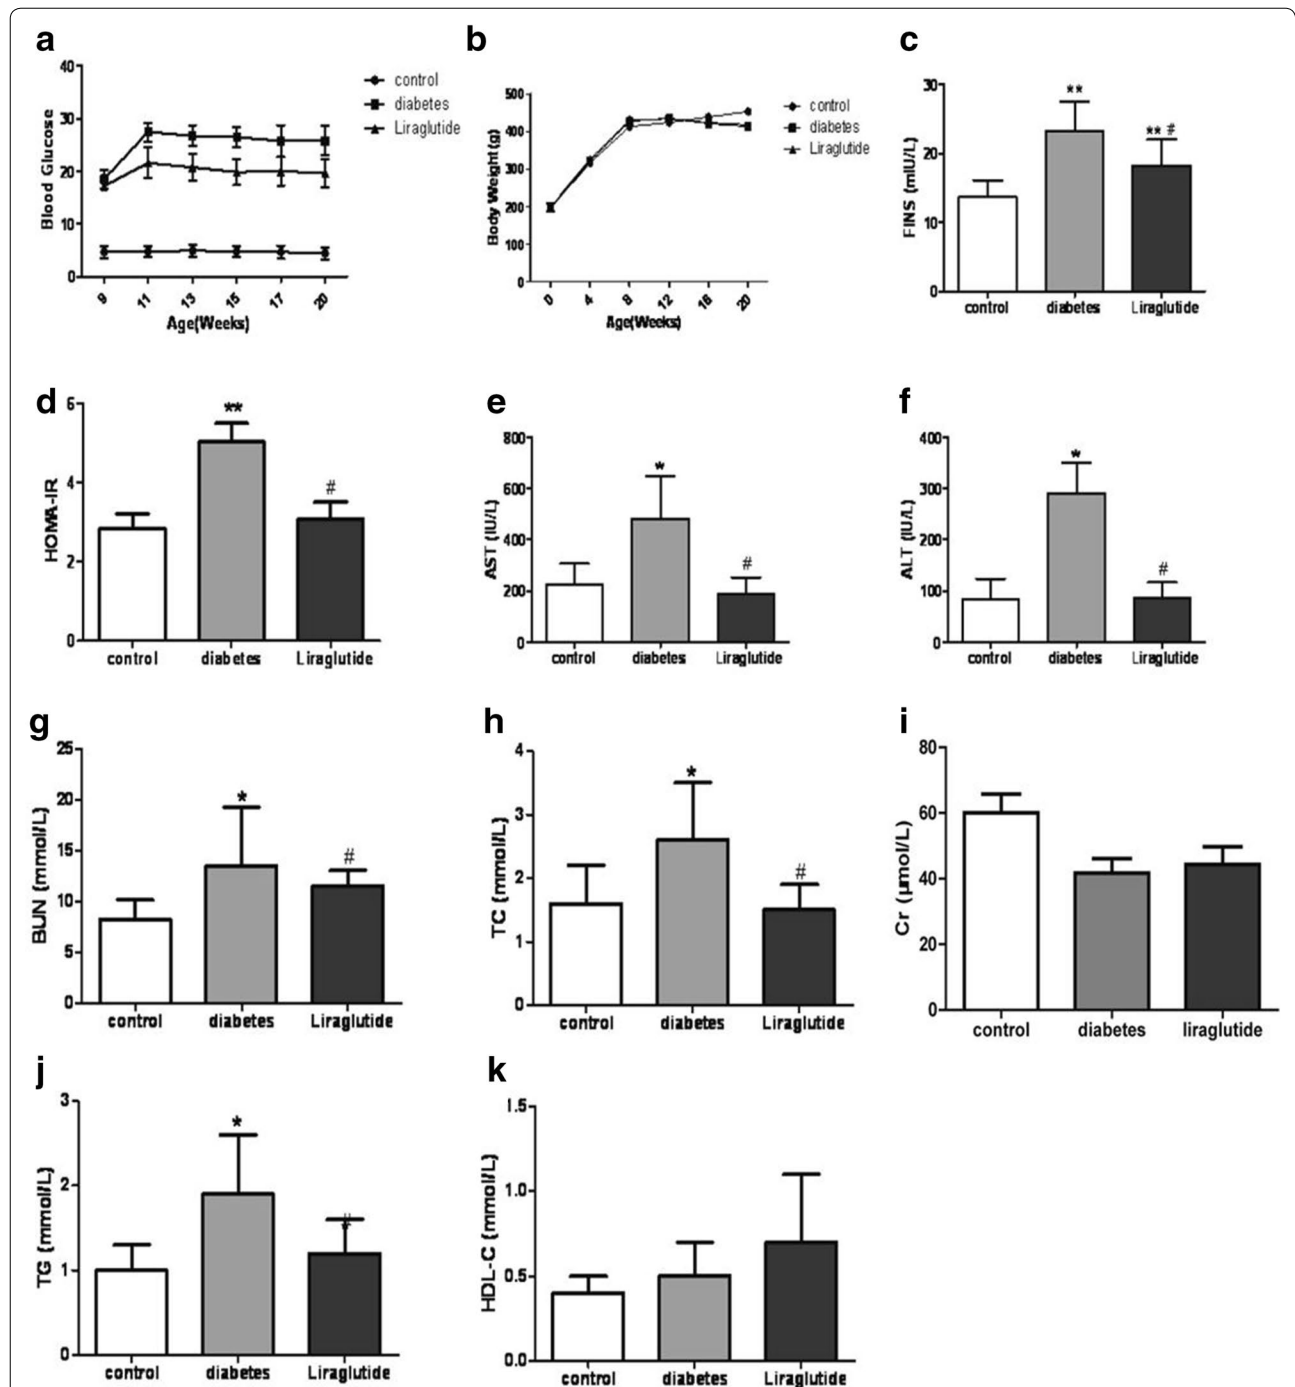 a
40
30
20
10
0
Blood Glucose
9 11 13 15 17 20
Age(Weeks)
control
diabetes
Liraglutide
b
500
400
300
200
100
0
Body Weight(g)
0 4 8 12 16 20
Age(Weeks)
control
diabetes
Liraglutide
c
30
20
10
0
FINS (mIU/L)
**
** #
control diabetes Liraglutide
d
6
4
2
0
HOMA-IR
**
#
control diabetes Liraglutide
e
800
600
400
200
0
AST (IU/L)
*
#
control diabetes Liraglutide
f
400
300
200
100
0
ALT (IU/L)
*
#
control diabetes Liraglutide
g
25
20
15
10
5
0
BUN (mmol/L)
*
#
control diabetes Liraglutide
h
4
3
2
1
0
TC (mmol/L)
*
#
control diabetes Liraglutide
i
80
60
40
20
0
Cr (μmol/L)
control diabetes liraglutide
j
3
2
1
0
TG (mmol/L)
*
#
control diabetes Liraglutide
k
1.5
1.0
0.5
0.0
HDL-C (mmol/L)
control diabetes Liraglutide